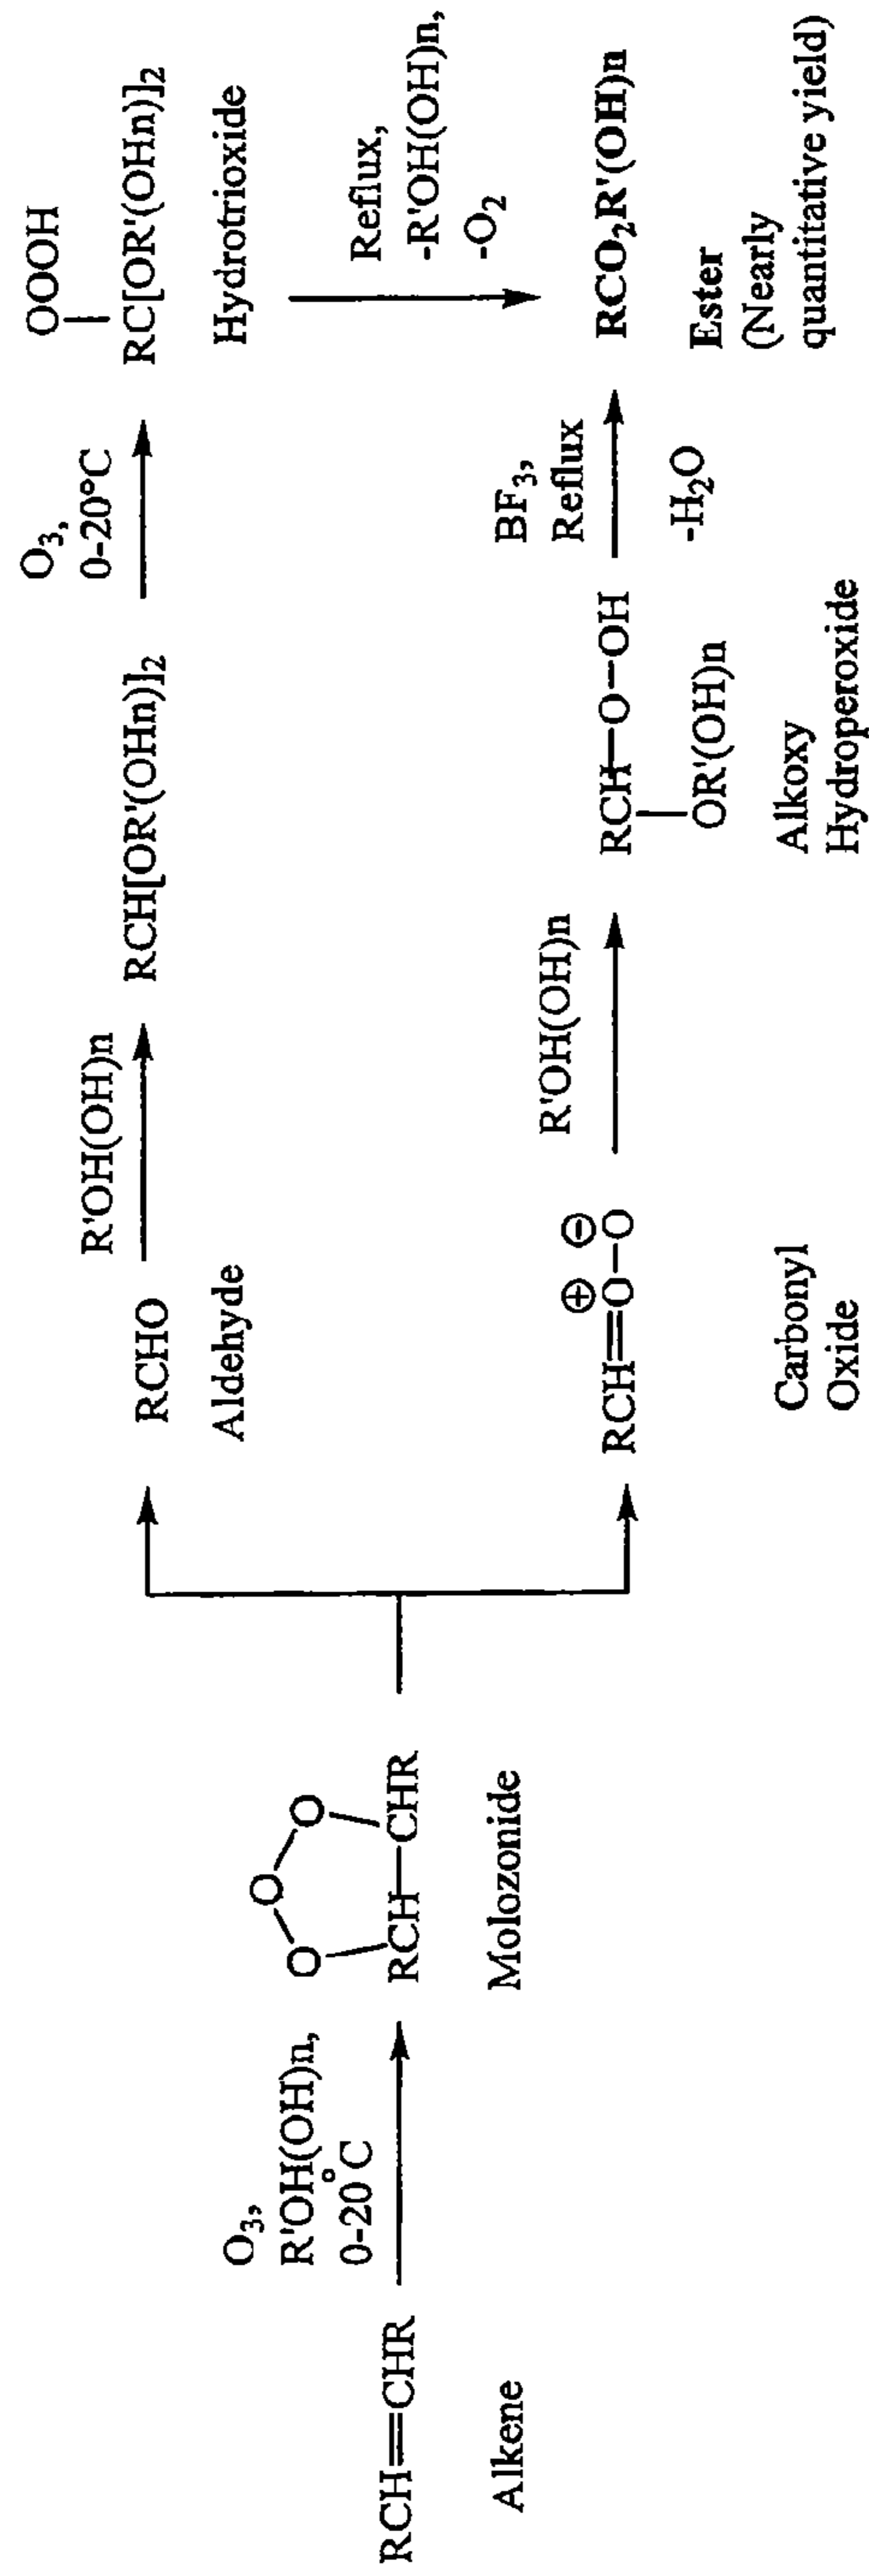 RCH=CHR
Alkene
O₃,
R'OH(OH)n,
0-20°C
O
O
O
RCH—CHR
Molozonide
RCHO
Aldehyde
R'OH(OH)n
RCH[OR'(OHn)]₂
O₃,
0-20°C
OOOH
RC[OR'(OHn)]₂
Hydrotrioxide
Reflux,
-R'OH(OH)n,
-O₂
⊕ ⊖
RCH=O–O
Carbonyl
Oxide
R'OH(OH)n
RCH–O–OH
OR'(OH)n
Alkoxy
Hydroperoxide
BF₃,
Reflux
-H₂O
RCO₂R'(OH)n
Ester
(Nearly
quantitative yield)